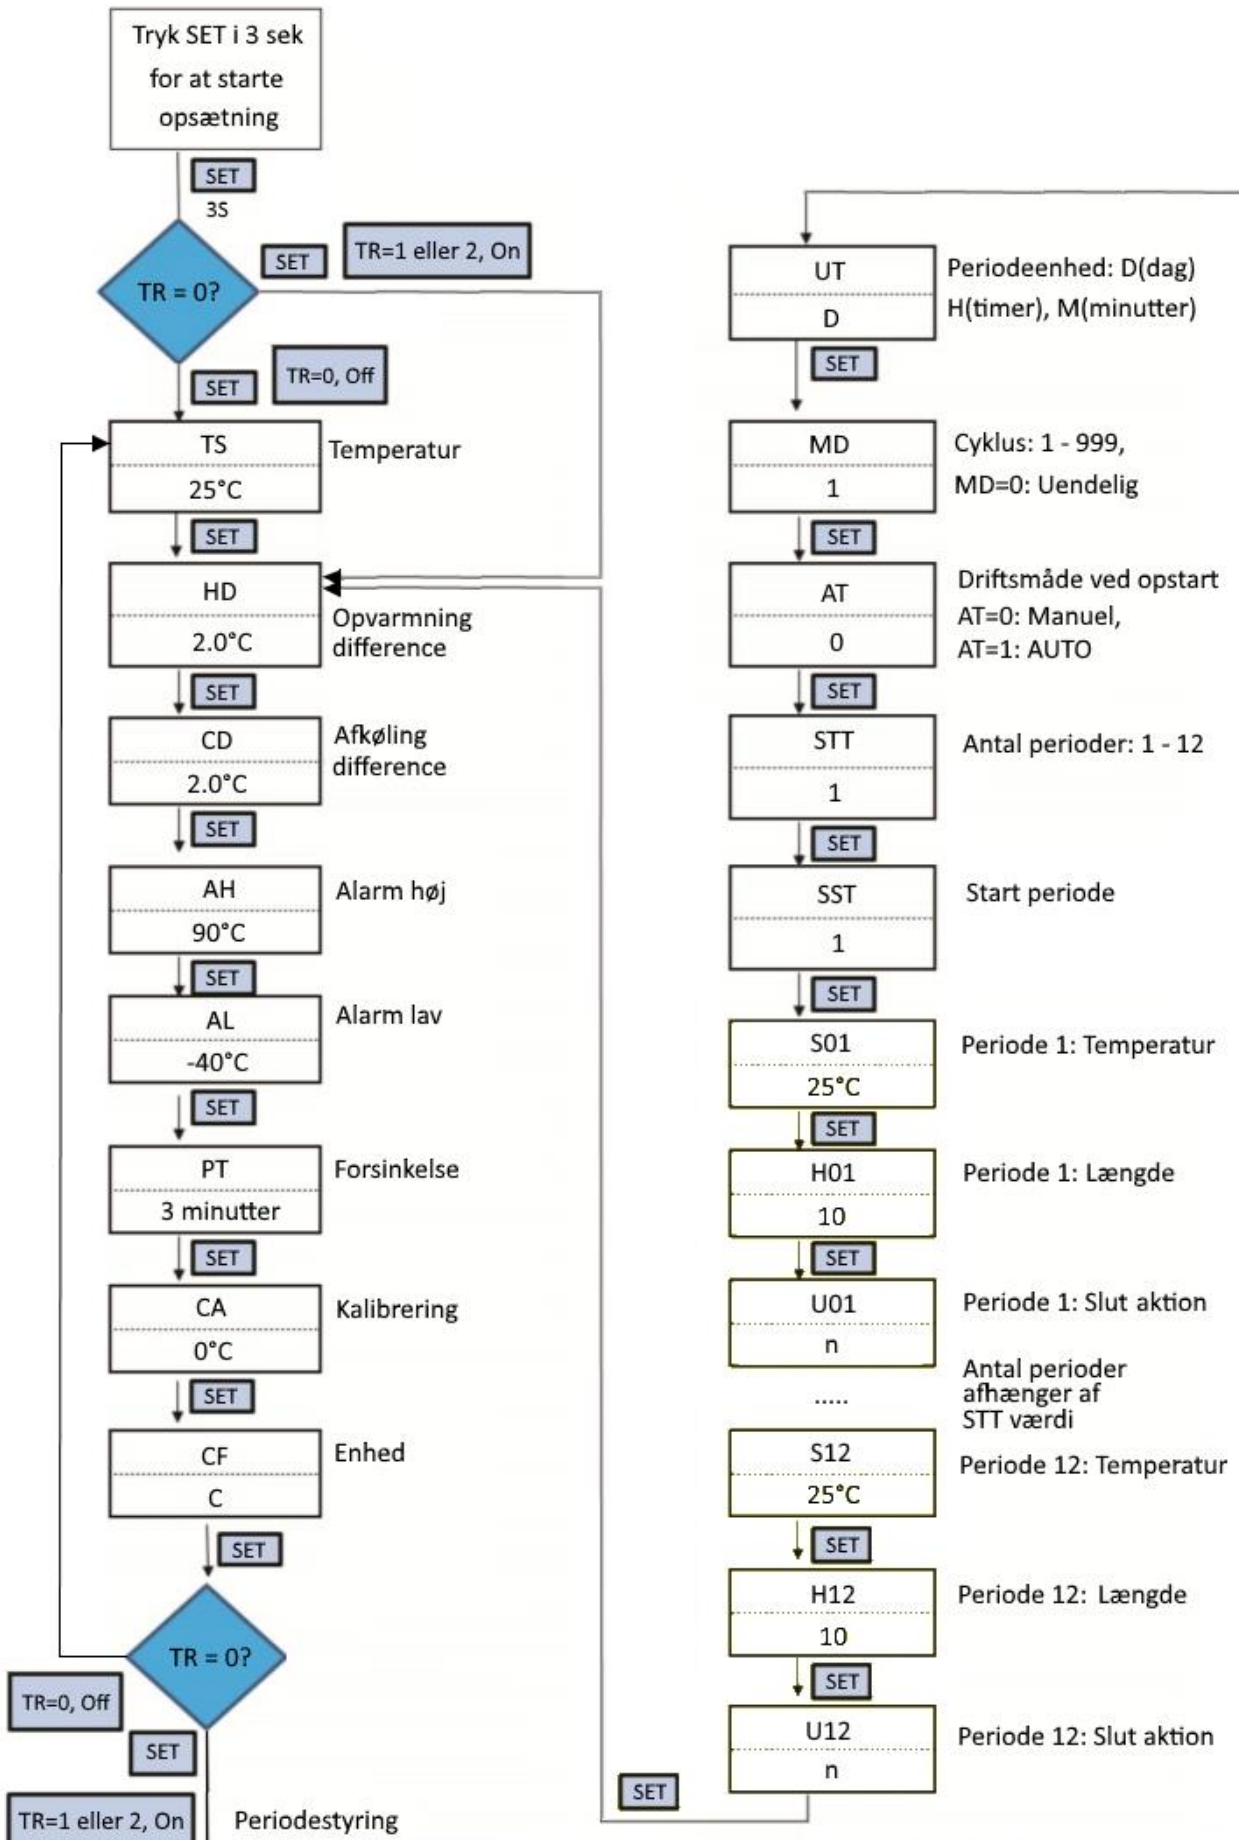 Tryk SET i 3 sek
for at starte
opsætning
SET
3S
TR = 0?
SET
TR=1 eller 2, On
SET
TR=0, Off
TS
25°C
Temperatur
SET
HD
2.0°C
Opvarmning
difference
SET
CD
2.0°C
Afkøling
difference
SET
AH
90°C
Alarm høj
SET
AL
-40°C
Alarm lav
SET
PT
3 minutter
Forsinkelse
SET
CA
0°C
Kalibrering
SET
CF
C
Enhed
SET
TR = 0?
TR=0, Off
SET
TR=1 eller 2, On
Periodestyring
UT
D
Periodeenhed: D(dag)
H(timer), M(minutter)
SET
MD
1
Cyklus: 1 - 999,
MD=0: Uendelig
SET
AT
0
Driftsmåde ved opstart
AT=0: Manuel,
AT=1: AUTO
SET
STT
1
Antal perioder: 1 - 12
SET
SST
1
Start periode
SET
S01
25°C
Periode 1: Temperatur
SET
H01
10
Periode 1: Længde
SET
U01
n
Periode 1: Slut aktion
.....
Antal perioder
afhænger af
STT værdi
S12
25°C
Periode 12: Temperatur
SET
H12
10
Periode 12: Længde
SET
U12
n
Periode 12: Slut aktion
SET